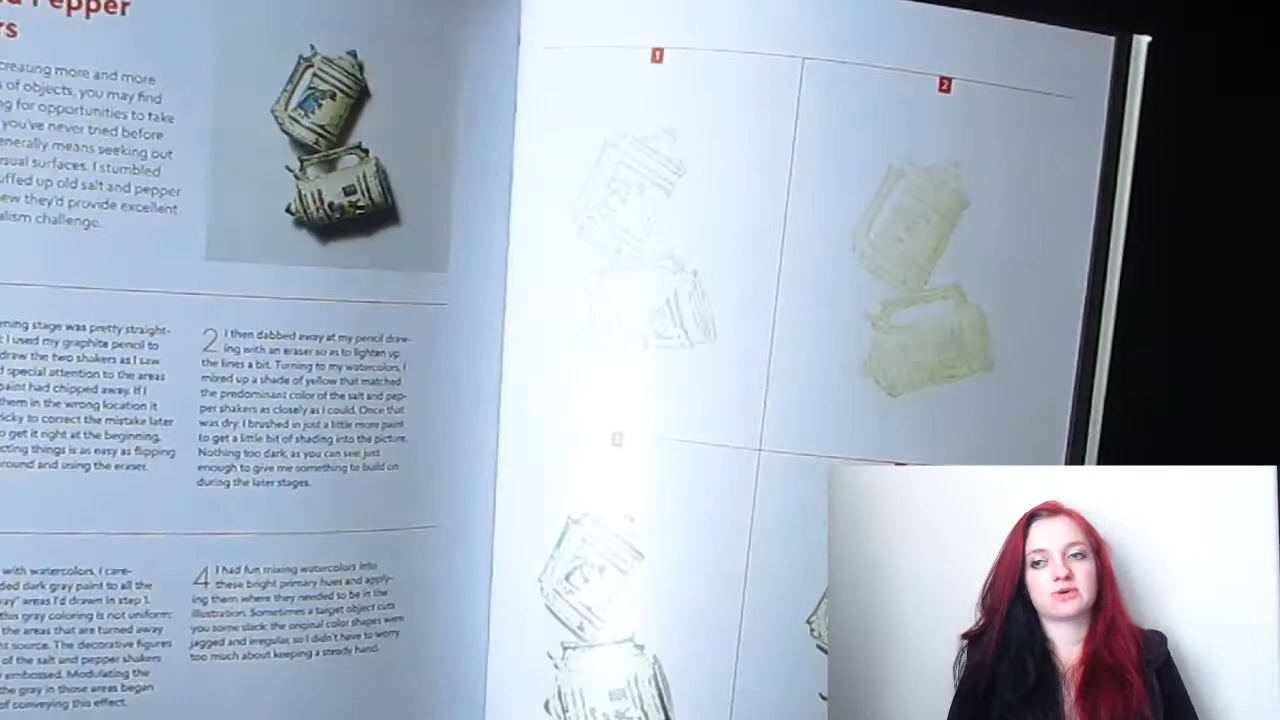 Pepper
rs
creating more and more
of objects, you may find
ng for opportunities to take
you've never tried before.
enerally means seeking out
sual surfaces. I stumbled
uffed up old salt and pepper
ew they'd provide excellent
alism challenge.
ning stage was pretty straight-
I used my graphite pencil to
draw the two shakers as I saw
d special attention to the areas
paint had chipped away. If I
them in the wrong location it
ricky to correct the mistake later
o get it right at the beginning,
cting things is as easy as flipping
round and using the eraser.
2 I then dabbed away at my pencil draw-
ing with an eraser so as to lighten up
the lines a bit. Turning to my watercolors, I
mixed up a shade of yellow that matched
the predominant color of the salt and pep-
per shakers as closely as I could. Once that
was dry, I brushed in just a little more paint
to get a little bit of shading into the picture.
Nothing too dark, as you can see: just
enough to give me something to build on
during the later stages.
with watercolors, I care-
ded dark gray paint to all the
way" areas I'd drawn in step 1.
this gray coloring is not uniform:
the areas that are turned away
ht source. The decorative figures
of the salt and pepper shakers
embossed. Modulating the
the gray in those areas began
of conveying this effect.
4 I had fun mixing watercolors into
these bright primary hues and apply-
ing them where they needed to be in the
illustration. Sometimes a target object cuts
you some slack: the original color shapes were
jagged and irregular, so I didn't have to worry
too much about keeping a steady hand.
1
2